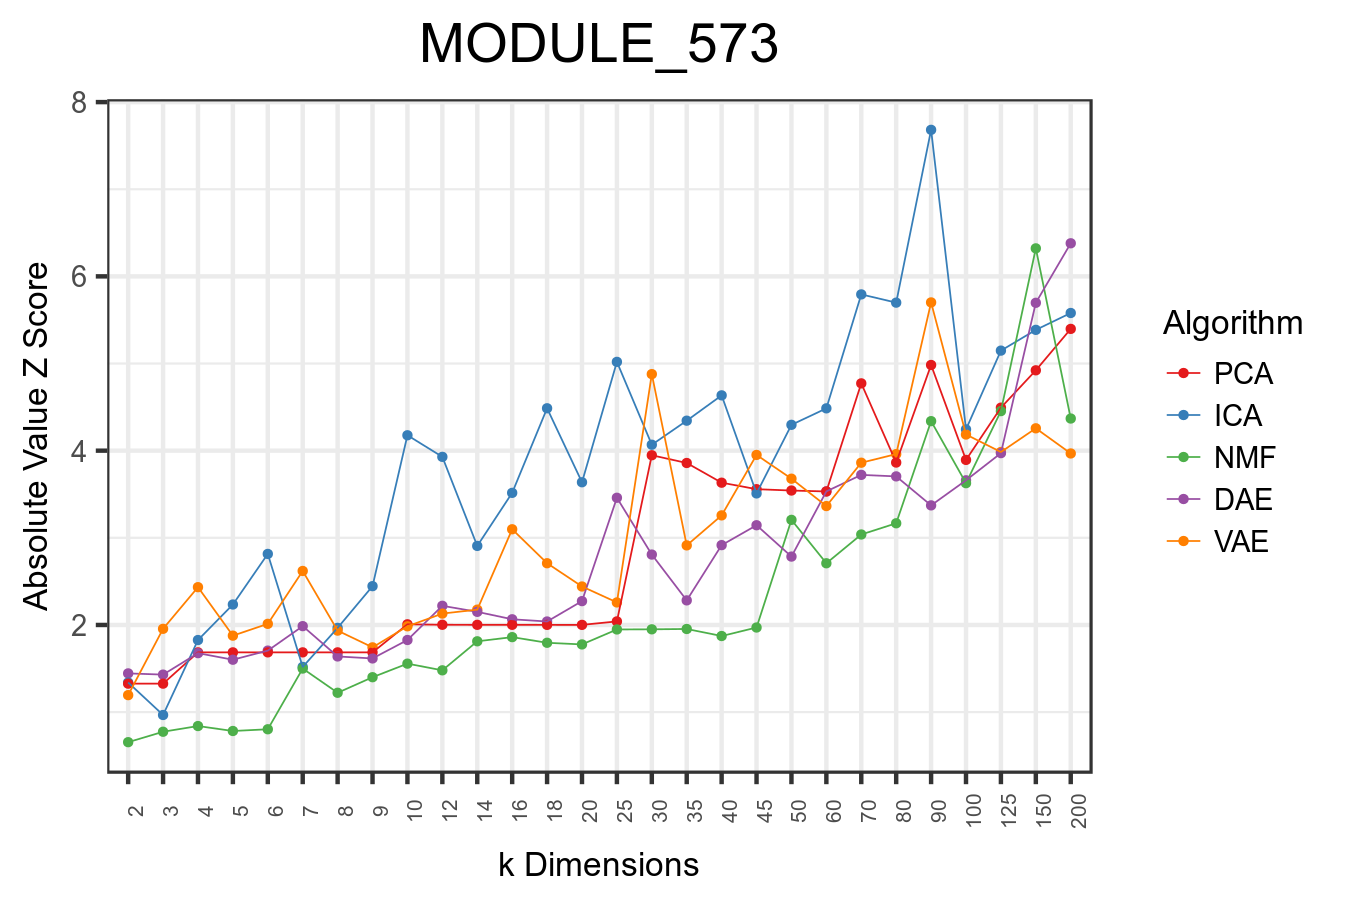 MODULE_573
Absolute Value Z Score
8
6
4
2
2 3 4 5 6 7 8 9 10 12 14 16 18 20 25 30 35 40 45 50 60 70 80 90 100 125 150 200
k Dimensions
Algorithm
PCA
ICA
NMF
DAE
VAE